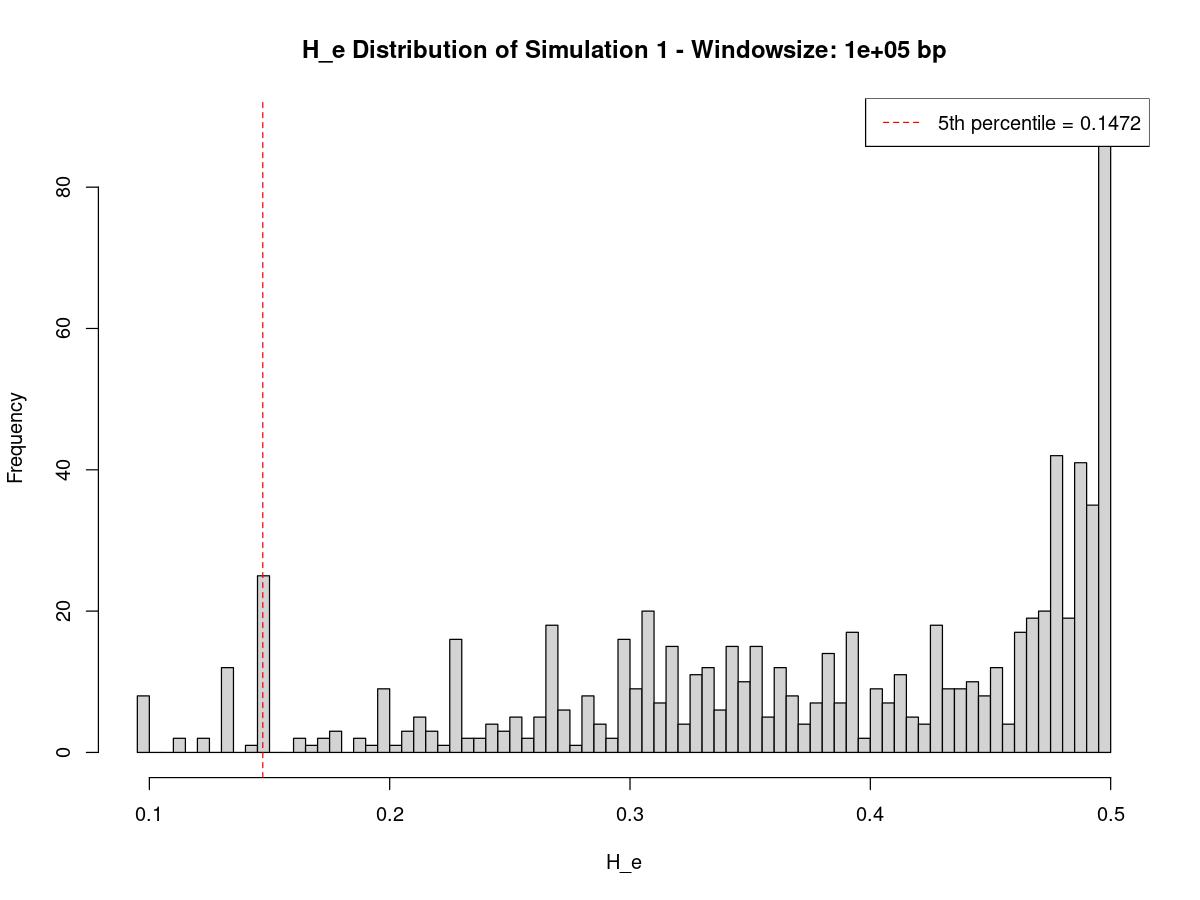 H_e Distribution of Simulation 1 - Windowsize: 1e+05 bp
5th percentile = 0.1472
Frequency
80
60
40
20
0
0.1 0.2 0.3 0.4 0.5
H_e